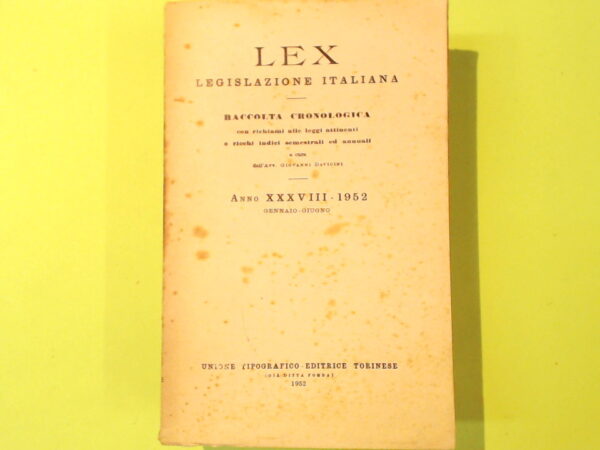 LEX
LEGISLAZIONE ITALIANA
RACCOLTA CRONOLOGICA
con richiami alle leggi attinenti
e ricchi indici semestrali ed annuali
a cura
dell'Avv. Giovanni Davicini
Anno XXXVIII - 1952
GENNAIO-GIUGNO
UNIONE TIPOGRAFICO-EDITRICE TORINESE
(GIÀ DITTA POMBA)
1952